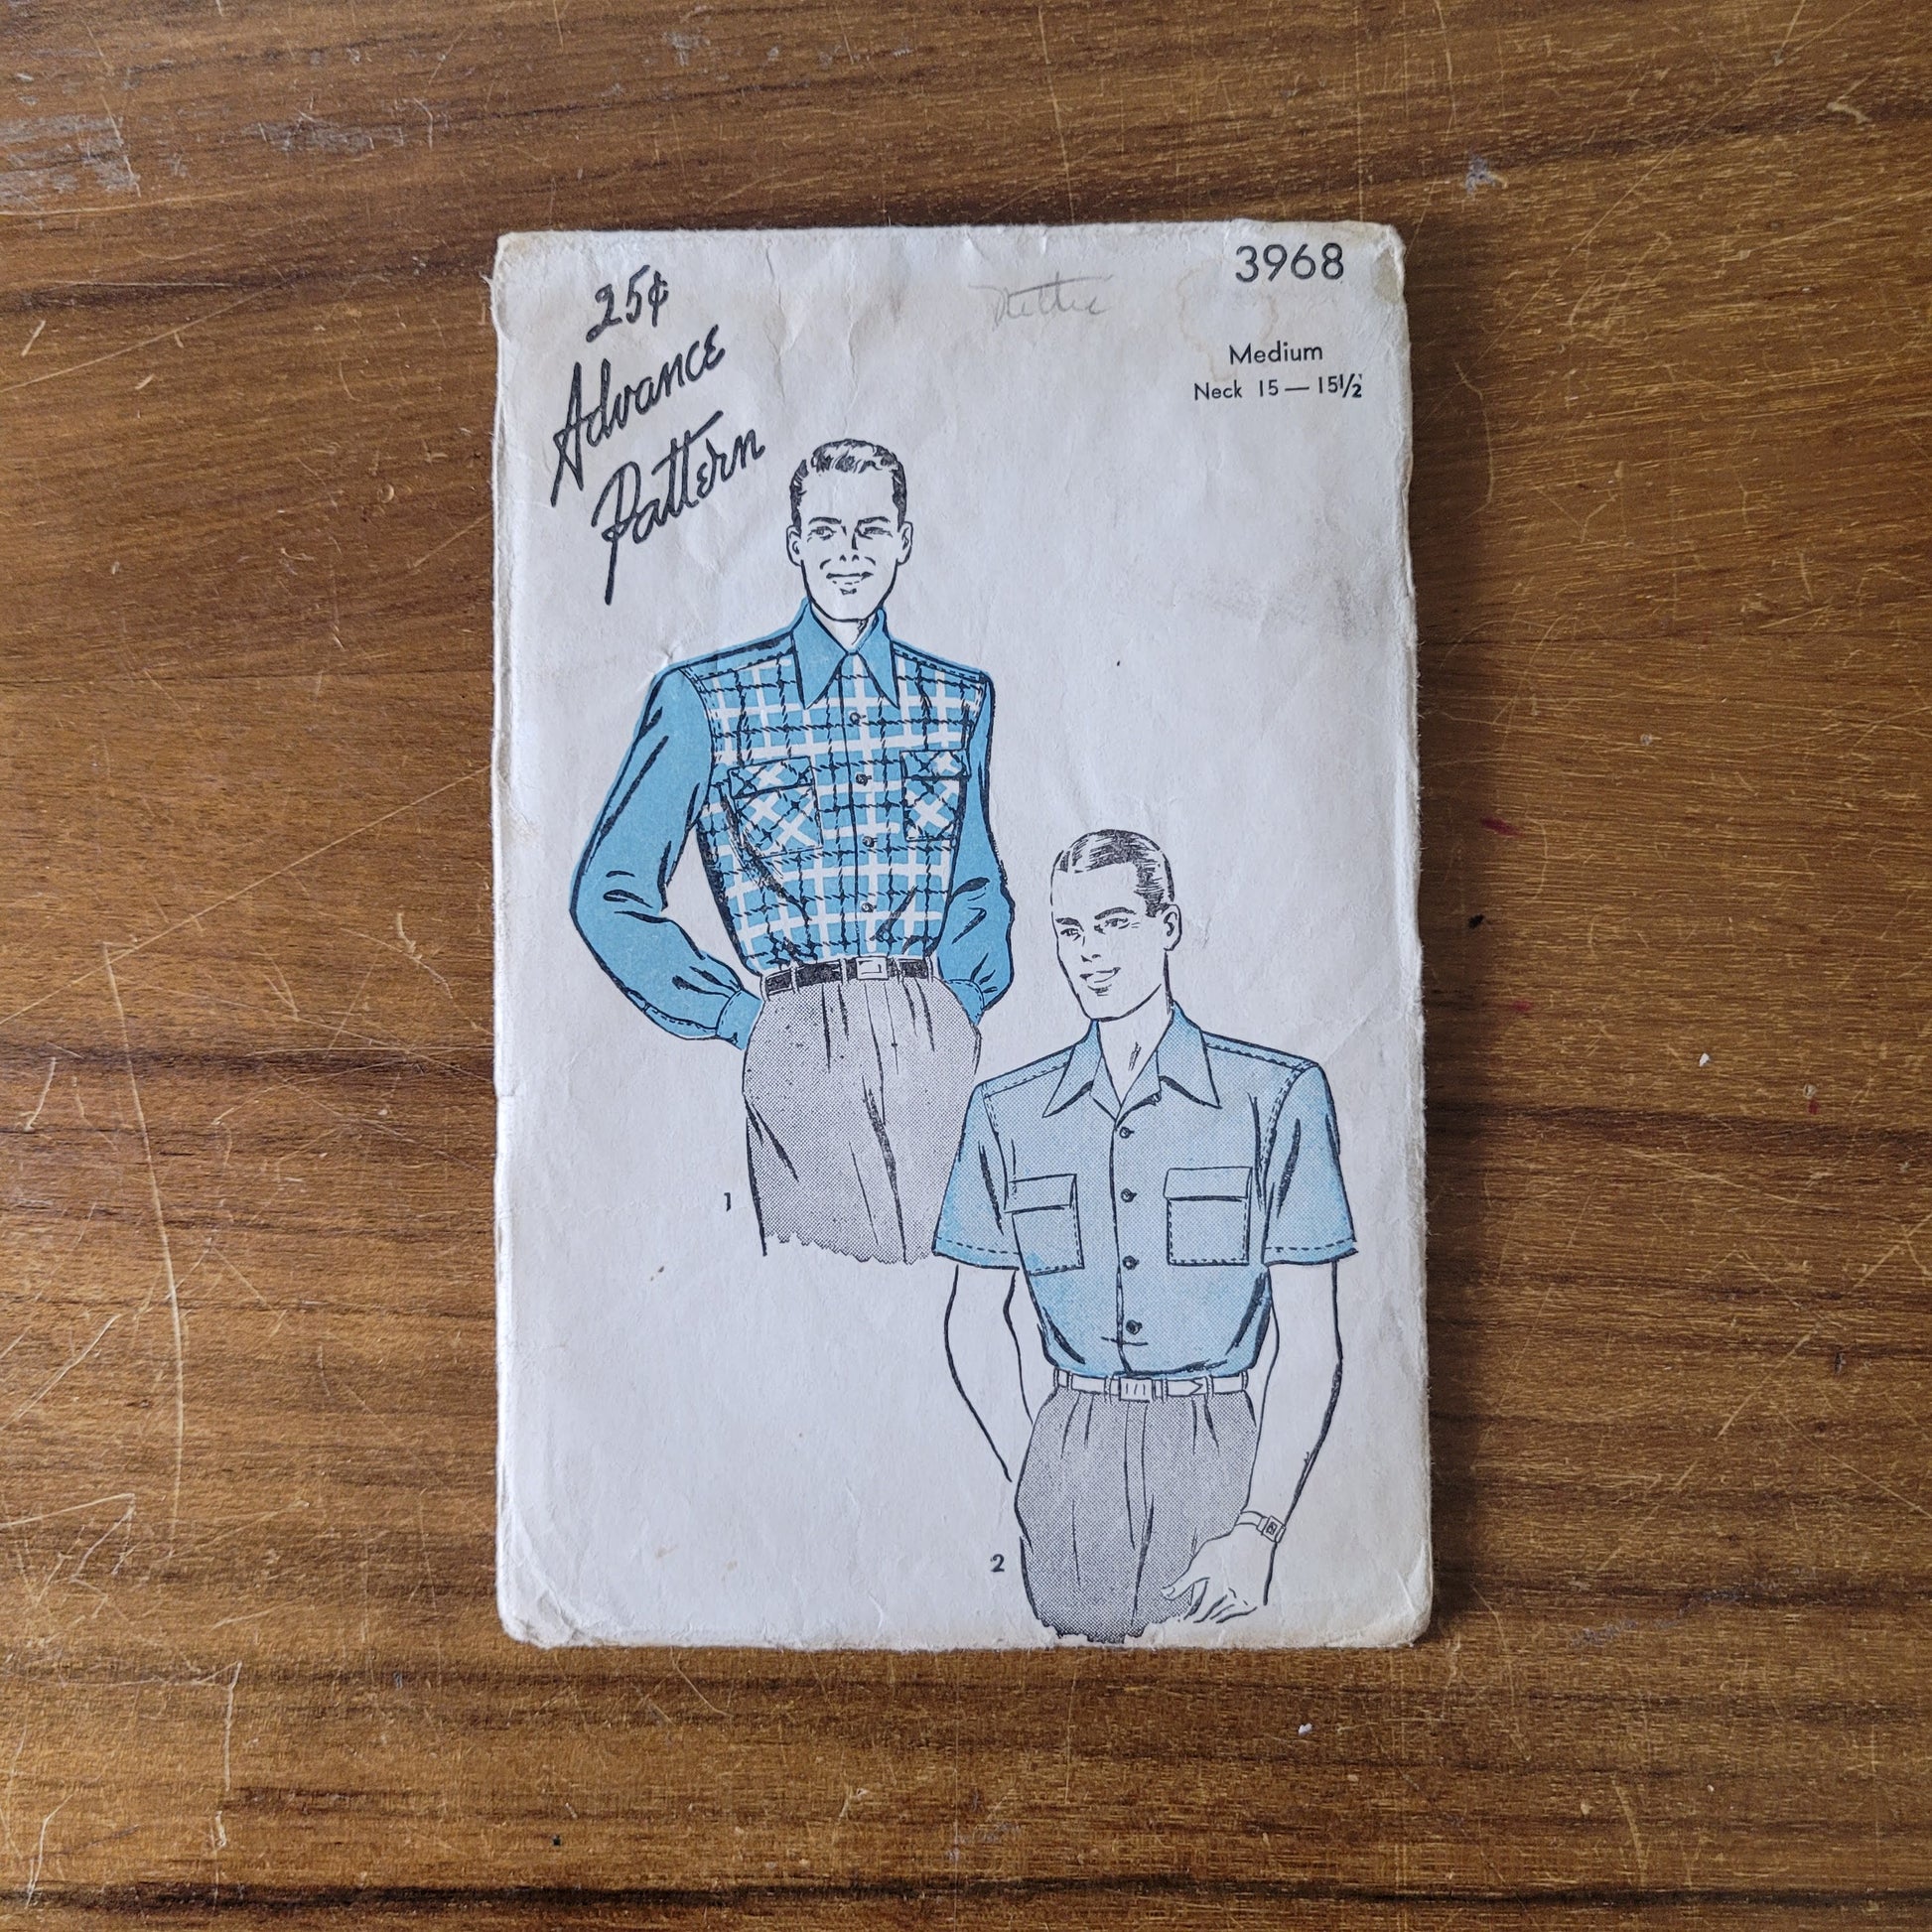 25¢
Advance
Pattern
3968
Medium
Neck 15 — 15½
1
2